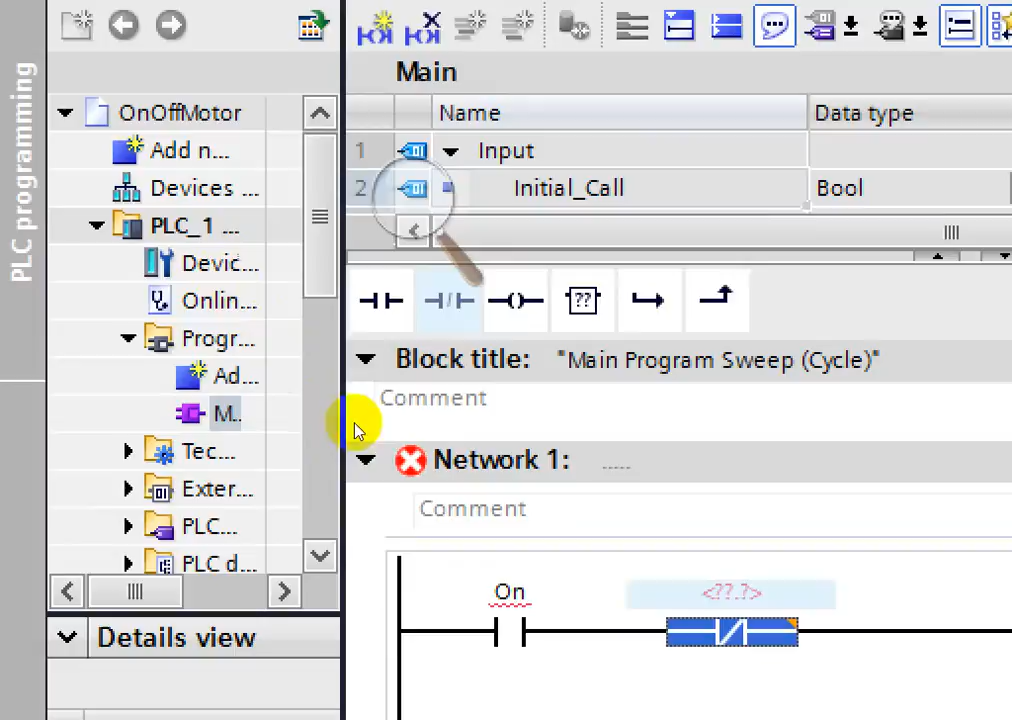 PLC programming
OnOffMotor
Add n...
Devices ...
PLC_1 ...
Devic...
Onlin...
Progr...
Ad...
M..
Tec...
Exter...
PLC...
PLC d...
Details view
Main
Name Data type
1 Input
2 Initial_Call Bool
??
Block title: "Main Program Sweep (Cycle)"
Comment
Network 1: .....
Comment
On <??.?>